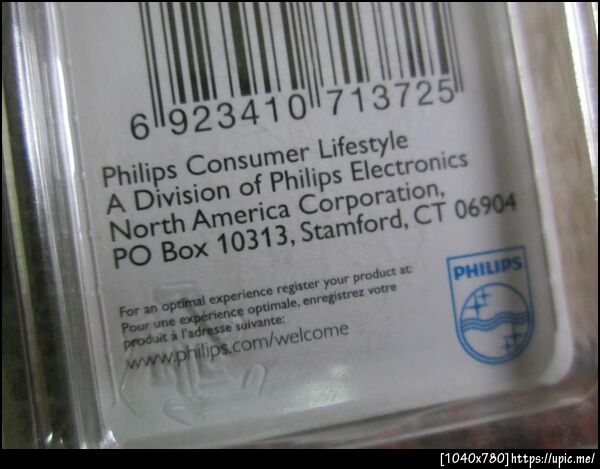 6 923410 713725
Philips Consumer Lifestyle
A Division of Philips Electronics
North America Corporation,
PO Box 10313, Stamford, CT 06904
For an optimal experience register your product at:
Pour une expérience optimale, enregistrez votre
produit à l'adresse suivante:
www.philips.com/welcome
PHILIPS
[1040x780]https://upic.me/